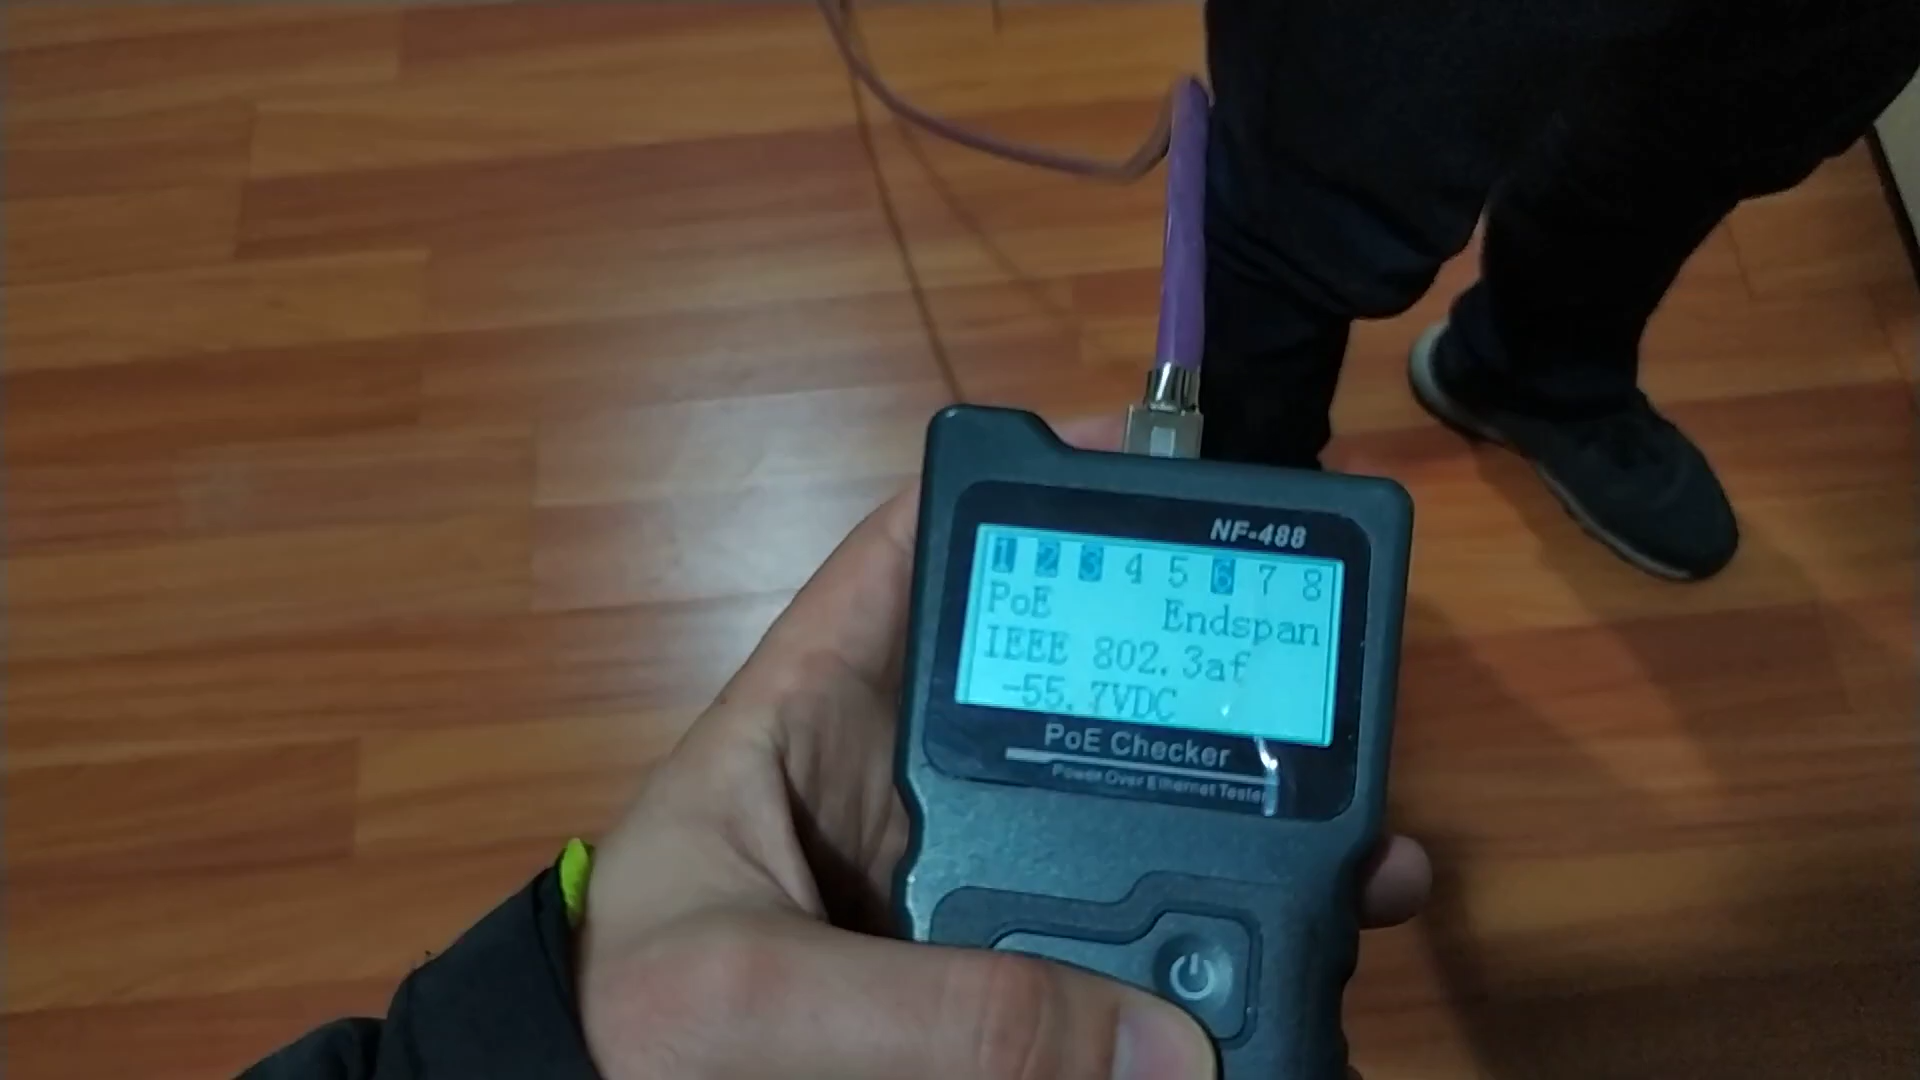 NF-488
1 2 3 4 5 6 7 8
PoE Endspan
IEEE 802.3af
-55.7VDC
PoE Checker
Power Over Ethernet Tester